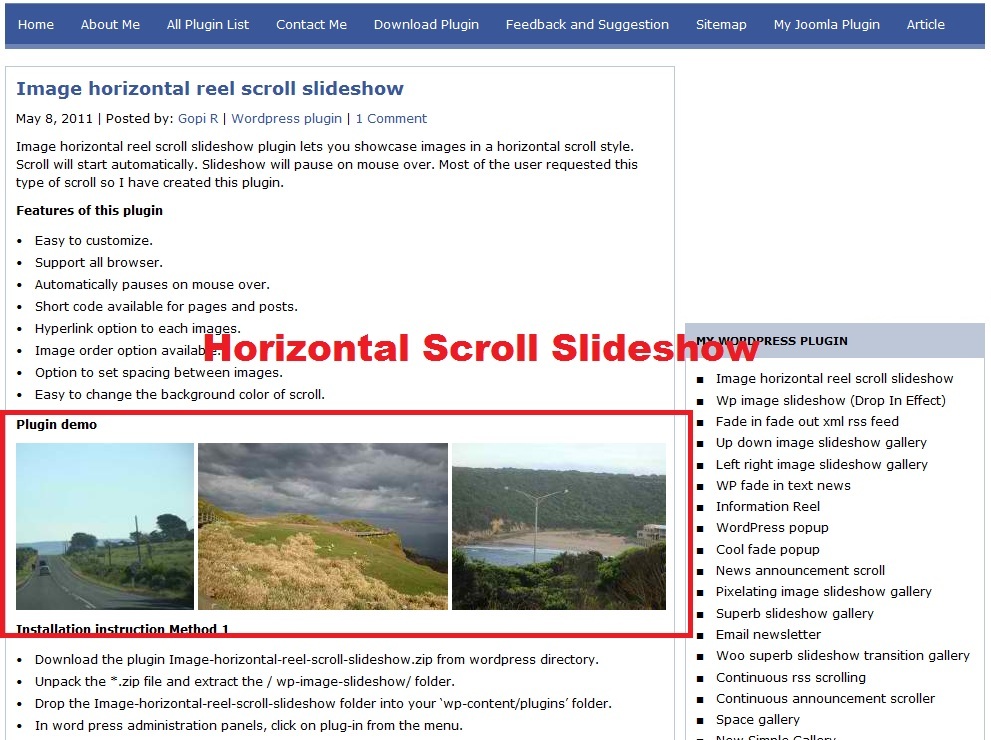 Home About Me All Plugin List Contact Me Download Plugin Feedback and Suggestion Sitemap My Joomla Plugin Article
Image horizontal reel scroll slideshow
May 8, 2011 | Posted by: Gopi R | Wordpress plugin | 1 Comment
Image horizontal reel scroll slideshow plugin lets you showcase images in a horizontal scroll style.
Scroll will start automatically. Slideshow will pause on mouse over. Most of the user requested this
type of scroll so I have created this plugin.
Features of this plugin
• Easy to customize.
• Support all browser.
• Automatically pauses on mouse over.
• Short code available for pages and posts.
• Hyperlink option to each images.
• Image order option available.
• Option to set spacing between images.
• Easy to change the background color of scroll.
Horizontal Scroll Slideshow
Plugin demo
Installation instruction Method 1
• Download the plugin Image-horizontal-reel-scroll-slideshow.zip from wordpress directory.
• Unpack the *.zip file and extract the / wp-image-slideshow/ folder.
• Drop the Image-horizontal-reel-scroll-slideshow folder into your ‘wp-content/plugins’ folder.
• In word press administration panels, click on plug-in from the menu.
MY WORDPRESS PLUGIN
■ Image horizontal reel scroll slideshow
■ Wp image slideshow (Drop In Effect)
■ Fade in fade out xml rss feed
■ Up down image slideshow gallery
■ Left right image slideshow gallery
■ WP fade in text news
■ Information Reel
■ WordPress popup
■ Cool fade popup
■ News announcement scroll
■ Pixelating image slideshow gallery
■ Superb slideshow gallery
■ Email newsletter
■ Woo superb slideshow transition gallery
■ Continuous rss scrolling
■ Continuous announcement scroller
■ Space gallery
■ New Simple Gallery